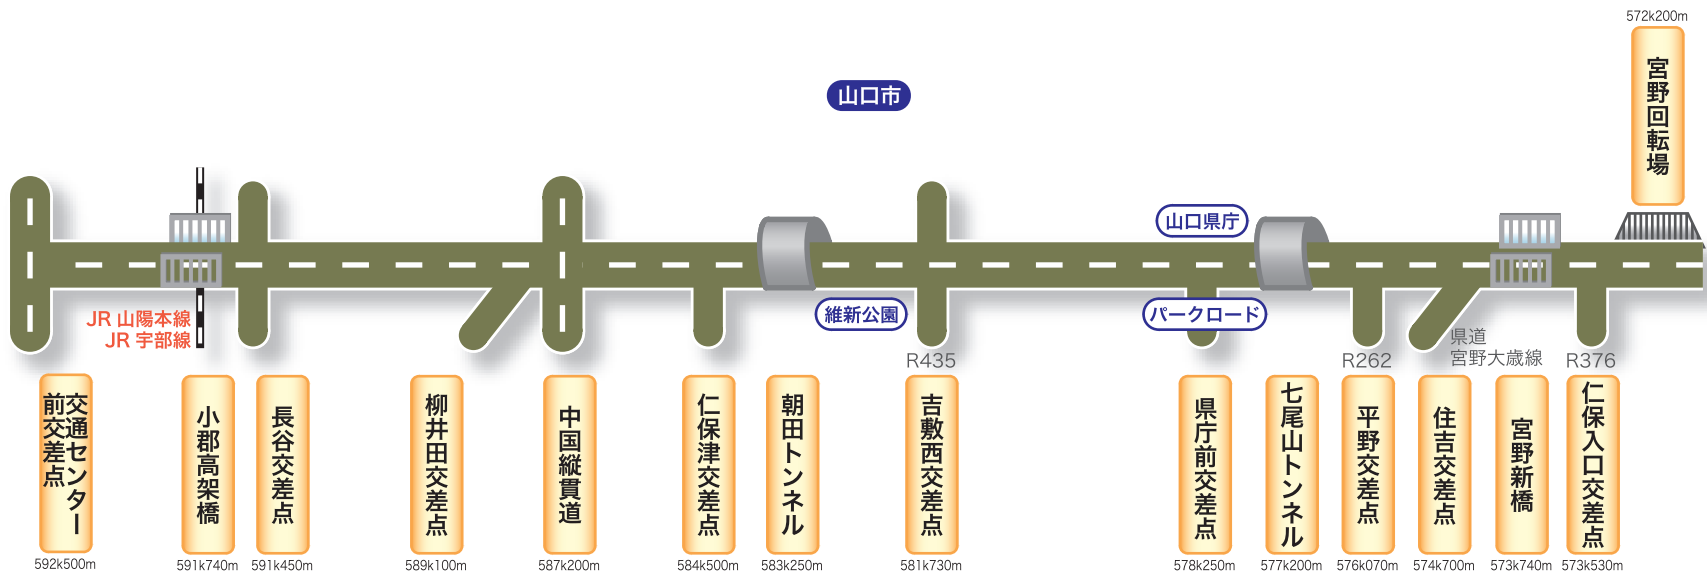 572k200m
宮野回転場
山口市
山口県庁
維新公園
パークロード
JR 山陽本線
JR 宇部線
R435
R262
県道
宮野大歳線
R376
交通センター
前交差点
592k500m
小郡高架橋
591k740m
長谷交差点
591k450m
柳井田交差点
589k100m
中国縦貫道
587k200m
仁保津交差点
584k500m
朝田トンネル
583k250m
吉敷西交差点
581k730m
県庁前交差点
578k250m
七尾山トンネル
577k200m
平野交差点
576k070m
住吉交差点
574k700m
宮野新橋
573k740m
仁保入口交差点
573k530m